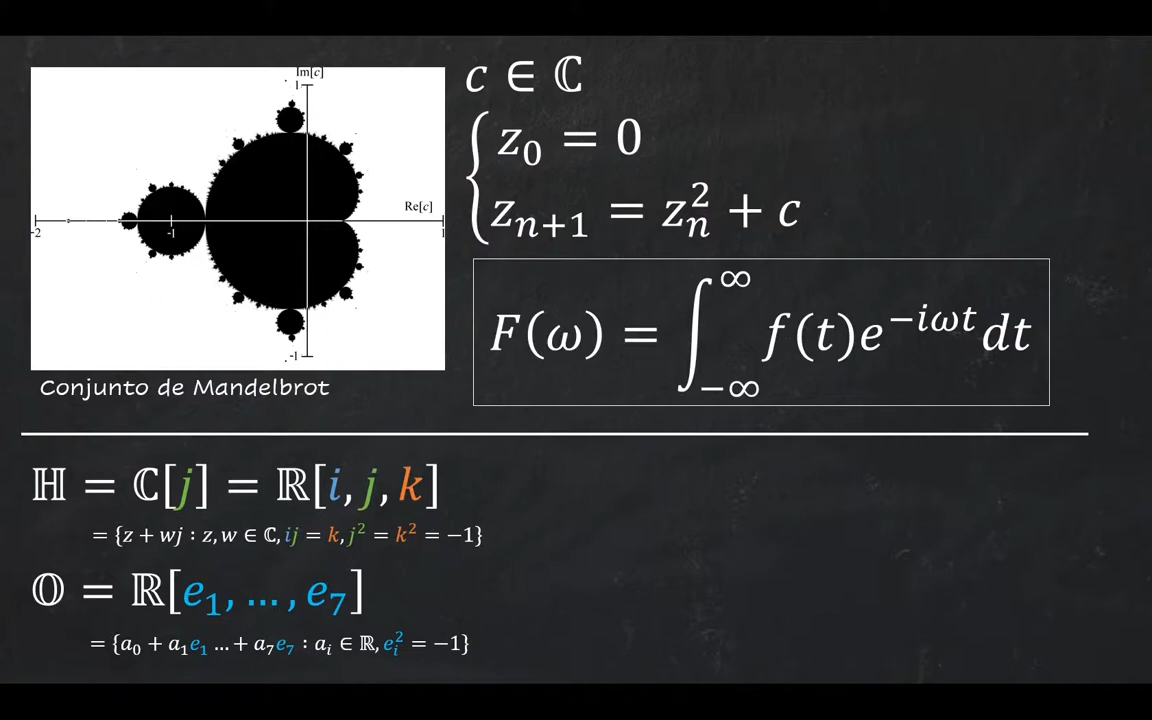 Im[c]
1
Re[c]
-2
-1
1
-1
Conjunto de Mandelbrot
c ∈ ℂ
z₀ = 0
zₙ₊₁ = zₙ² + c
F(ω) = ∫_{-∞}^{∞} f(t)e^{-iωt}dt
ℍ = ℂ[j] = ℝ[i, j, k]
= {z + wj : z, w ∈ ℂ, ij = k, j² = k² = −1}
𝕆 = ℝ[e₁, … , e₇]
= {a₀ + a₁e₁ … + a₇e₇ : aᵢ ∈ ℝ, eᵢ² = −1}